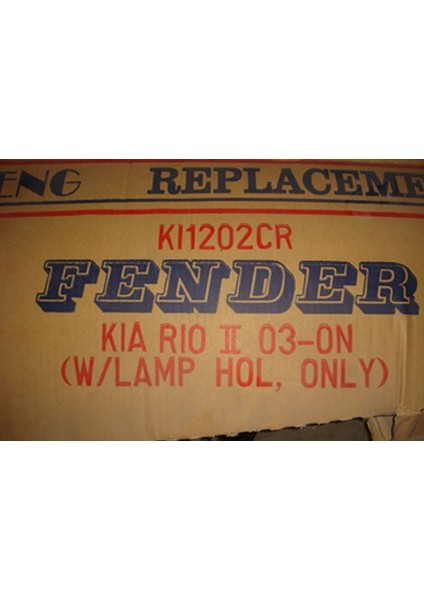 ENG REPLACEME
KI1202CR
FENDER
KIA RIO II 03-ON
(W/LAMP HOL, ONLY)